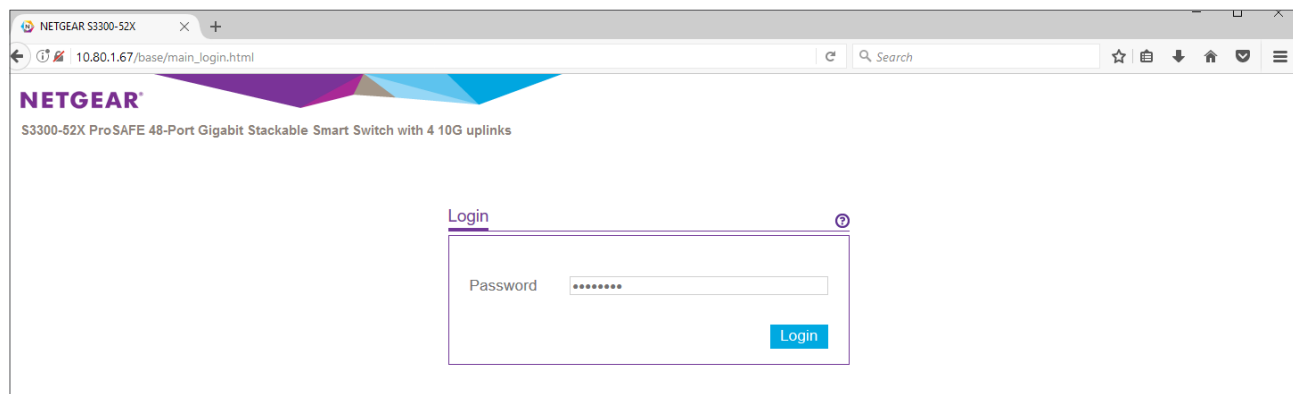 NETGEAR S3300-52X
10.80.1.67/base/main_login.html
Search
NETGEAR®
S3300-52X ProSAFE 48-Port Gigabit Stackable Smart Switch with 4 10G uplinks
Login
Password
Login